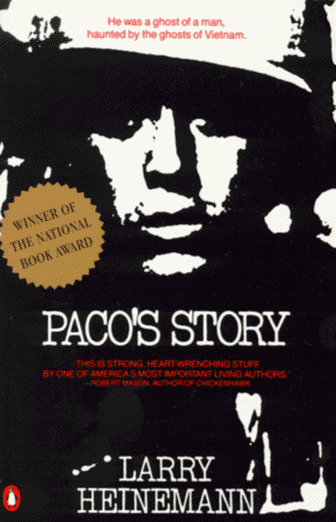 He was a ghost of a man,
haunted by the ghosts of Vietnam.
WINNER OF
THE NATIONAL
BOOK AWARD
PACO'S STORY
"THIS IS STRONG, HEART-WRENCHING STUFF
BY ONE OF AMERICA'S MOST IMPORTANT LIVING AUTHORS."
—ROBERT MASON, AUTHOR OF CHICKENHAWK
LARRY
HEINEMANN